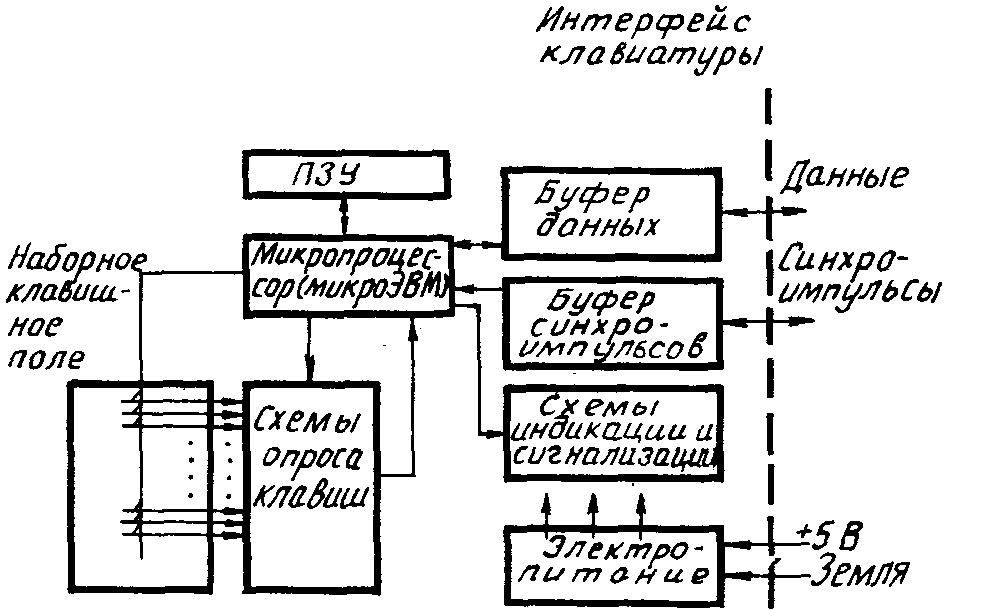 Интерфейс
клавиатуры
ПЗУ
Буфер
данных
Данные
Микропроцес-
сор(микроЭВМ)
Наборное
клавиш-
ное
поле
Синхро-
импульсы
Буфер
синхро-
импульсов
Схемы
опроса
клавиш
Схемы
индикации и
сигнализации
Электро-
питание
+5 В
Земля